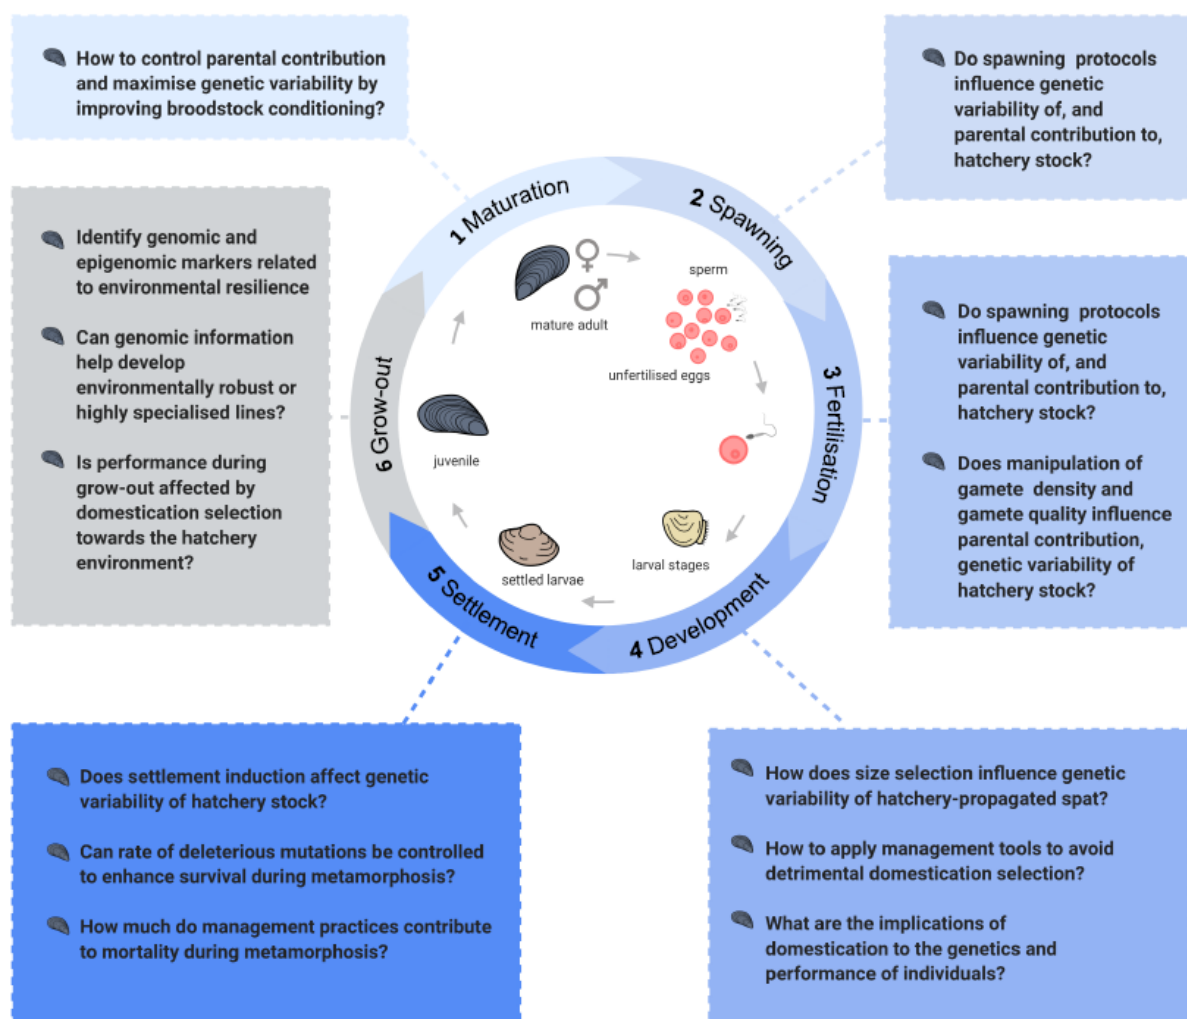 How to control parental contribution
and maximise genetic variability by
improving broodstock conditioning?
Do spawning protocols
influence genetic
variability of, and
parental contribution to,
hatchery stock?
Identify genomic and
epigenomic markers related
to environmental resilience
Can genomic information
help develop
environmentally robust or
highly specialised lines?
Is performance during
grow-out affected by
domestication selection
towards the hatchery
environment?
1 Maturation
2 Spawning
3 Fertilisation
4 Development
5 Settlement
6 Grow-out
mature adult
sperm
unfertilised eggs
larval stages
settled larvae
juvenile
Do spawning protocols
influence genetic
variability of, and
parental contribution to,
hatchery stock?
Does manipulation of
gamete density and
gamete quality influence
parental contribution,
genetic variability of
hatchery stock?
Does settlement induction affect genetic
variability of hatchery stock?
Can rate of deleterious mutations be controlled
to enhance survival during metamorphosis?
How much do management practices contribute
to mortality during metamorphosis?
How does size selection influence genetic
variability of hatchery-propagated spat?
How to apply management tools to avoid
detrimental domestication selection?
What are the implications of
domestication to the genetics and
performance of individuals?